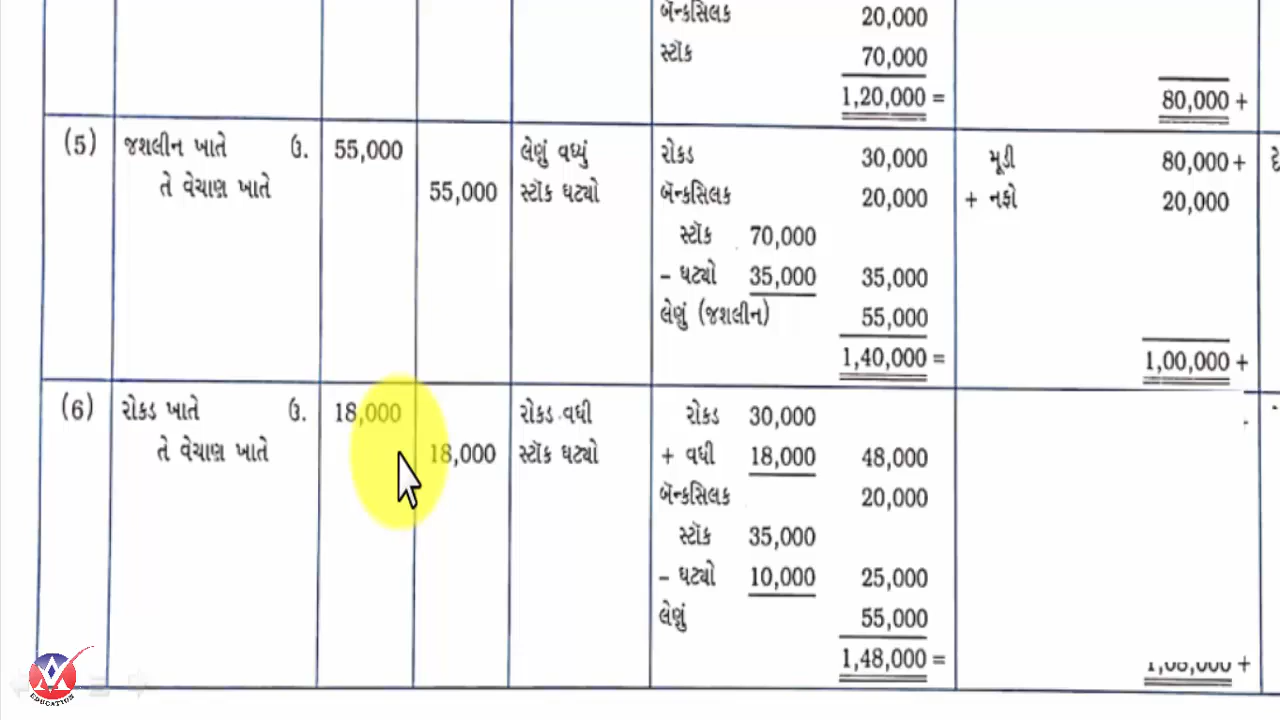 બૅન્કસિલક 20,000
સ્ટૉક 70,000
1,20,000 = 80,000 +
(5) જશલીન ખાતે ઉ. 55,000 લેણું વધ્યું રોકડ 30,000 મૂડી 80,000 +
તે વેચાણ ખાતે 55,000 સ્ટૉક ઘટ્યો બૅન્કસિલક 20,000 + નફો 20,000
સ્ટૉક 70,000
- ઘટ્યો 35,000 35,000
લેણું (જશલીન) 55,000
1,40,000 = 1,00,000 +
(6) રોકડ ખાતે ઉ. 18,000 રોકડ વધી રોકડ 30,000
તે વેચાણ ખાતે 18,000 સ્ટૉક ઘટ્યો + વધી 18,000 48,000
બૅન્કસિલક 20,000
સ્ટૉક 35,000
- ઘટ્યો 10,000 25,000
લેણું 55,000
1,48,000 = 1,08,000 +
EDUCATION